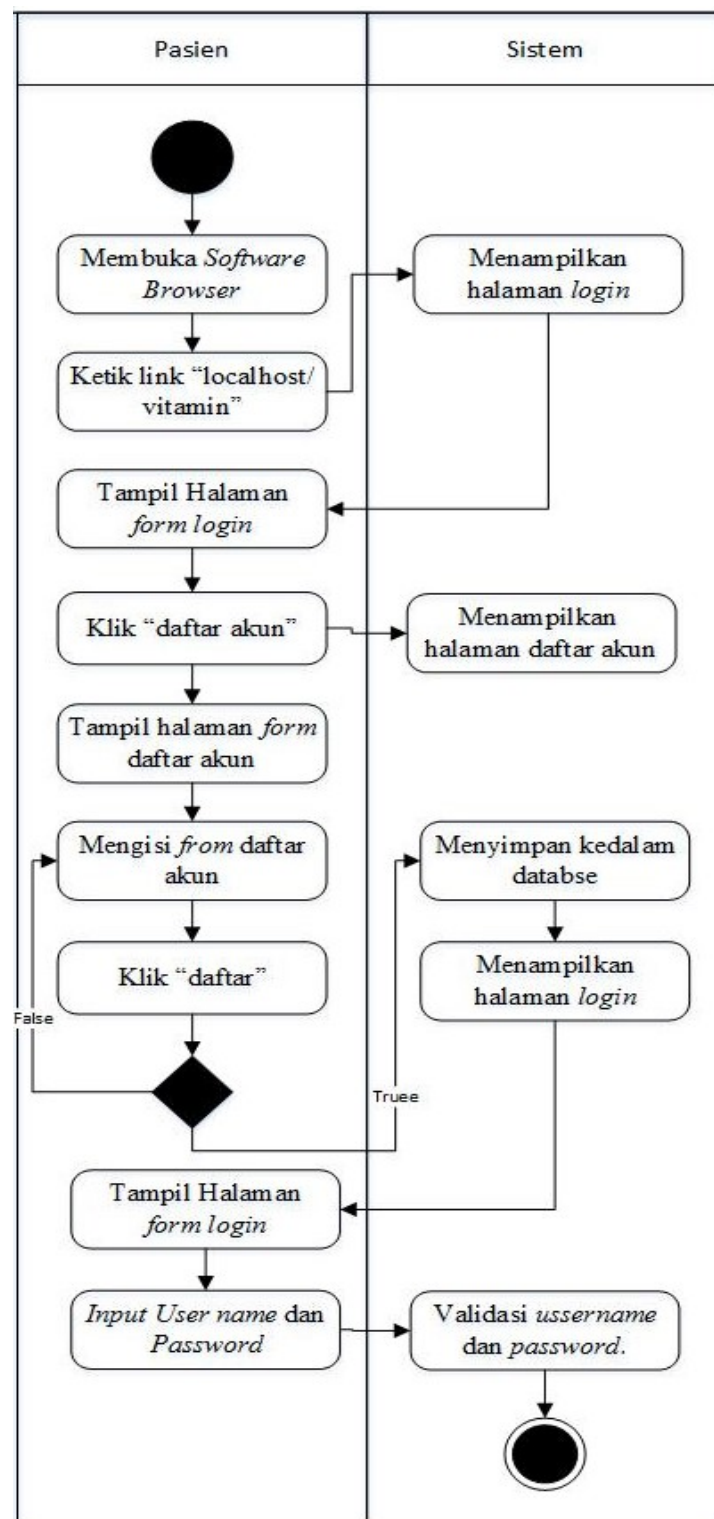 Pasien
Sistem
Membuka Software
Browser
Menampilkan
halaman login
Ketik link “localhost/
vitamin”
Tampil Halaman
form login
Klik “daftar akun”
Menampilkan
halaman daftar akun
Tampil halaman form
daftar akun
Mengisi from daftar
akun
Menyimpan kedalam
databse
Klik “daftar”
Menampilkan
halaman login
False
Truee
Tampil Halaman
form login
Input User name dan
Password
Validasi ussername
dan password.